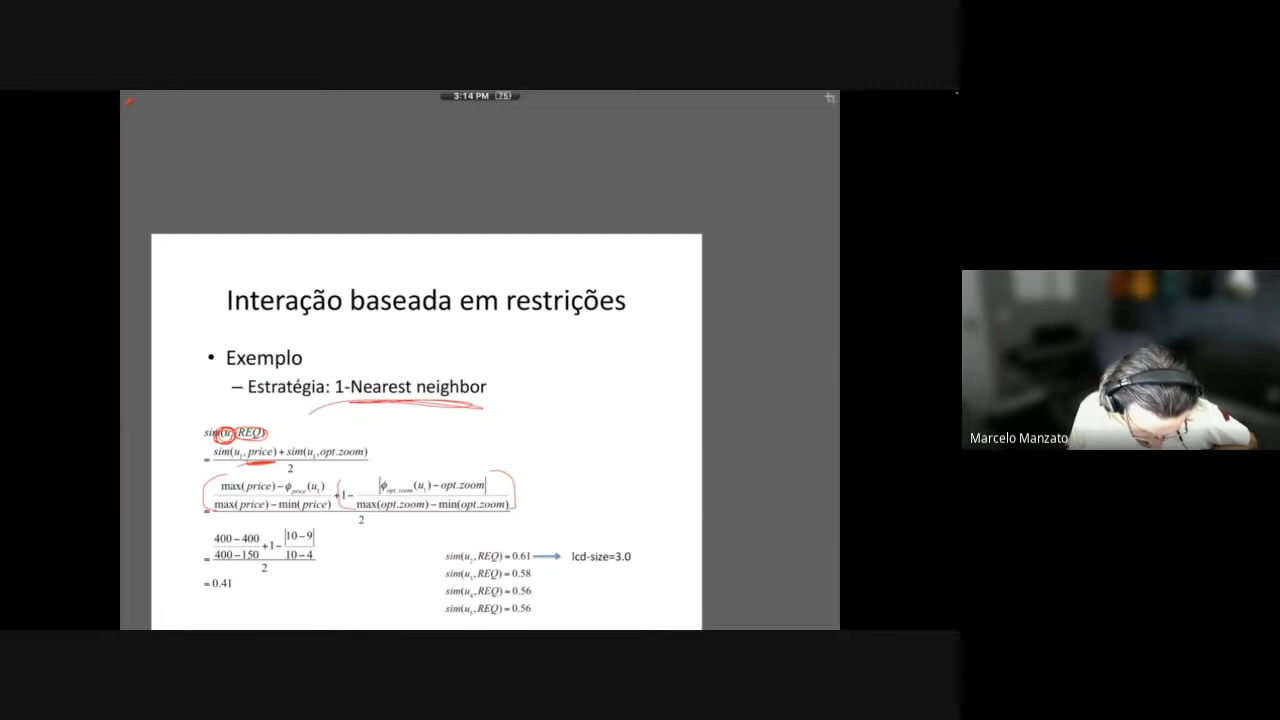 3:14 PM (75)
Interação baseada em restrições
• Exemplo
– Estratégia: 1-Nearest neighbor
sim(u₁, REQ)
= (sim(u₁, price) + sim(u₁, opt.zoom)) / 2
= ((max(price) − ϕ_price(u₁)) / (max(price) − min(price)) + 1 − |ϕ_opt.zoom(u₁) − opt.zoom| / (max(opt.zoom) − min(opt.zoom))) / 2
= ((400 − 400) / (400 − 150) + 1 − |10 − 9| / (10 − 4)) / 2
= 0.41
sim(u₂, REQ) = 0.61 → lcd-size=3.0
sim(u₃, REQ) = 0.58
sim(u₄, REQ) = 0.56
sim(u₅, REQ) = 0.56
Marcelo Manzato